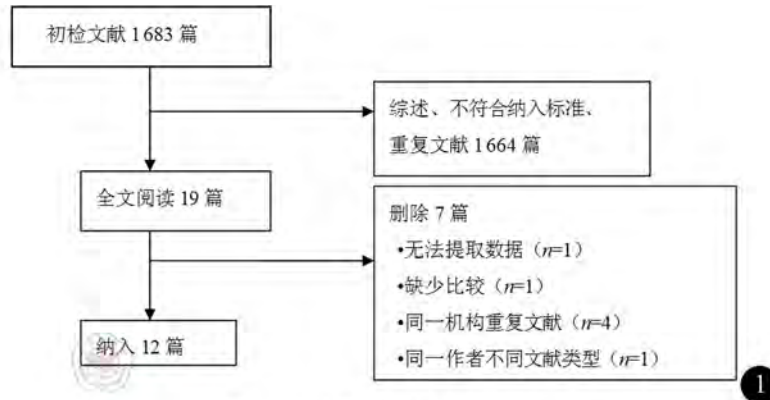 初检文献 1 683 篇
综述、不符合纳入标准、
重复文献 1 664 篇
全文阅读 19 篇
删除 7 篇
•无法提取数据（n=1）
•缺少比较（n=1）
•同一机构重复文献（n=4）
•同一作者不同文献类型（n=1）
纳入 12 篇
1